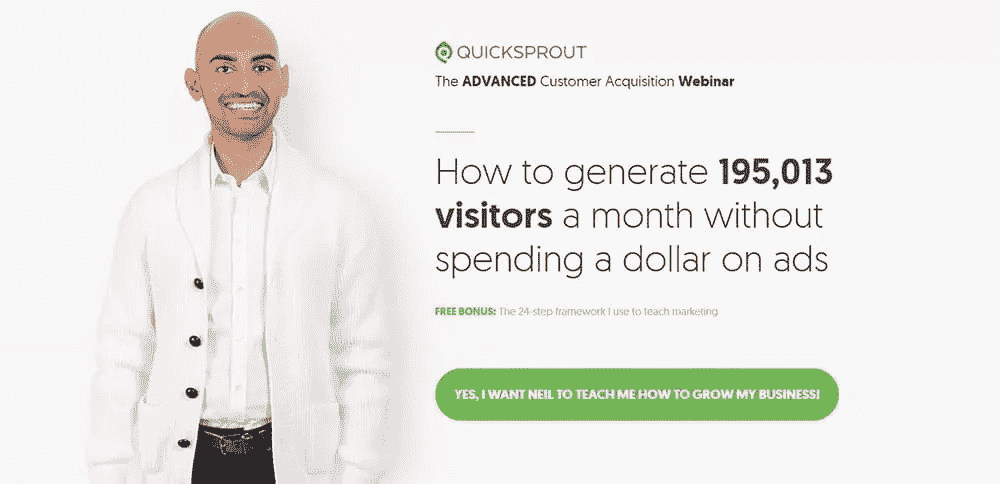 QUICKSPROUT
The ADVANCED Customer Acquisition Webinar
How to generate 195,013
visitors a month without
spending a dollar on ads
FREE BONUS: The 24-step framework I use to teach marketing
YES, I WANT NEIL TO TEACH ME HOW TO GROW MY BUSINESS!